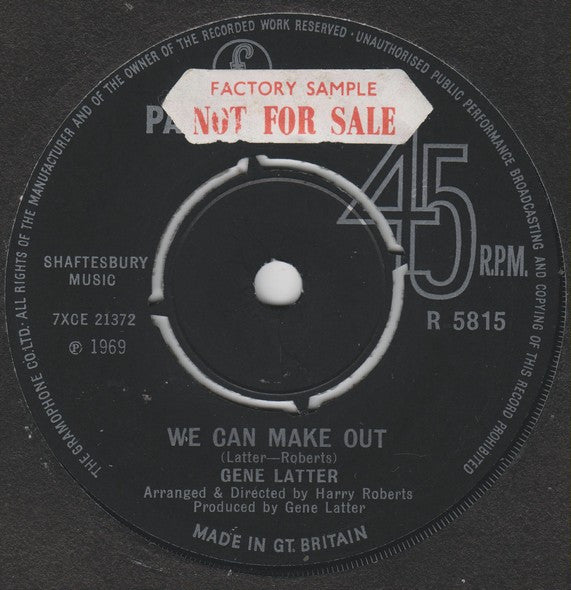 THE GRAMOPHONE CO. LTD. ALL RIGHTS OF THE MANUFACTURER AND OF THE OWNER OF THE RECORDED WORK RESERVED · UNAUTHORISED PUBLIC PERFORMANCE BROADCASTING AND COPYING OF THIS RECORD PROHIBITED
£
FACTORY SAMPLE
NOT FOR SALE
PA
45
R.P.M.
SHAFTESBURY
MUSIC
7XCE 21372
℗ 1969
R 5815
WE CAN MAKE OUT
(Latter—Roberts)
GENE LATTER
Arranged & Directed by Harry Roberts
Produced by Gene Latter
MADE IN GT. BRITAIN